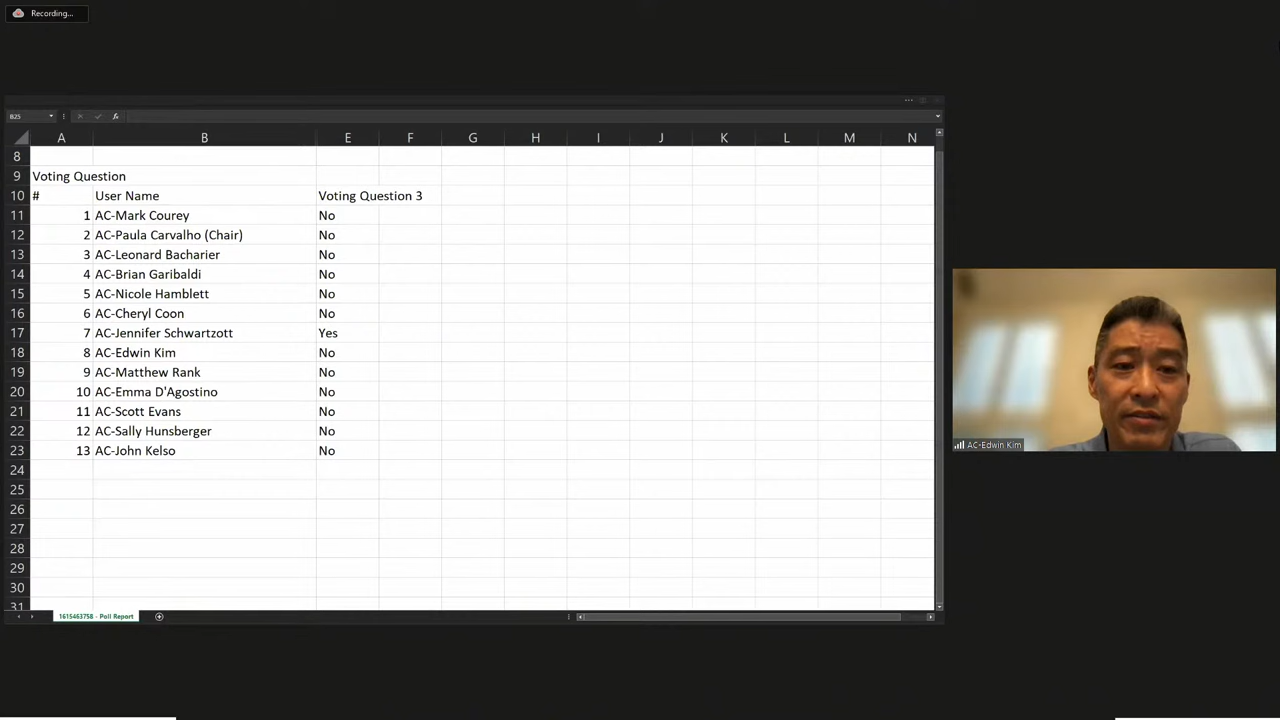 Recording...
B25
fx
A B E F G H I J K L M N
8
9 Voting Question
10 # User Name Voting Question 3
11 1 AC-Mark Courey No
12 2 AC-Paula Carvalho (Chair) No
13 3 AC-Leonard Bacharier No
14 4 AC-Brian Garibaldi No
15 5 AC-Nicole Hamblett No
16 6 AC-Cheryl Coon No
17 7 AC-Jennifer Schwartzott Yes
18 8 AC-Edwin Kim No
19 9 AC-Matthew Rank No
20 10 AC-Emma D'Agostino No
21 11 AC-Scott Evans No
22 12 AC-Sally Hunsberger No
23 13 AC-John Kelso No
24
25
26
27
28
29
30
31
1615463758 - Poll Report
AC-Edwin Kim